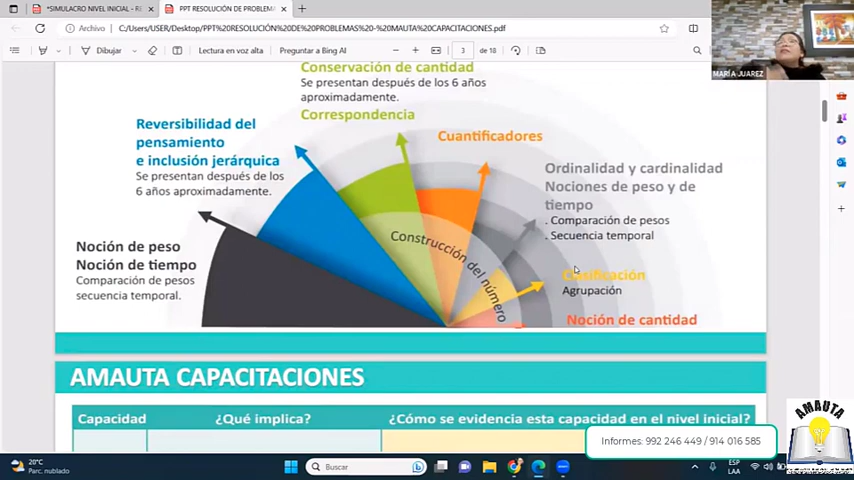 *SIMULACRO NIVEL INICIAL - R
PPT RESOLUCIÓN DE PROBLEMA
Archivo
C:/Users/USER/Desktop/PPT%20RESOLUCIÓN%20DE%20PROBLEMAS%20-%20MAUTA%20CAPACITACIONES.pdf
Dibujar
Lectura en voz alta
Preguntar a Bing AI
3
de 18
MARÍA JUAREZ
Conservación de cantidad
Se presentan después de los 6 años
aproximadamente.
Correspondencia
Reversibilidad del
pensamiento
e inclusión jerárquica
Se presentan después de los
6 años aproximadamente.
Cuantificadores
Ordinalidad y cardinalidad
Nociones de peso y de
tiempo
. Comparación de pesos
. Secuencia temporal
Noción de peso
Noción de tiempo
Comparación de pesos
secuencia temporal.
Construcción del número
Clasificación
Agrupación
Noción de cantidad
AMAUTA CAPACITACIONES
Capacidad
¿Qué implica?
¿Cómo se evidencia esta capacidad en el nivel inicial?
Informes: 992 246 449 / 914 016 585
AMAUTA
20°C
Parc. nublado
Buscar
ESP
LAA